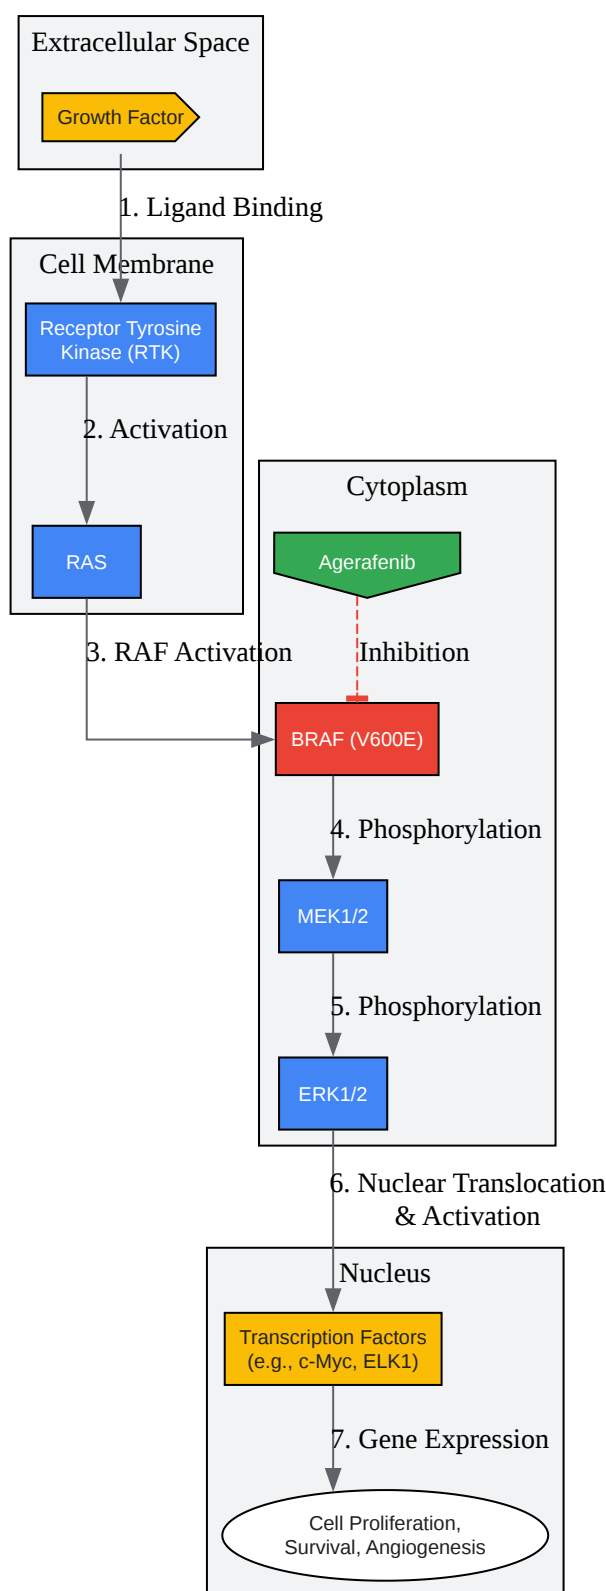 Extracellular Space
Growth Factor
1. Ligand Binding
Cell Membrane
Receptor Tyrosine
Kinase (RTK)
2. Activation
RAS
Cytoplasm
Agerafenib
3. RAF Activation
Inhibition
BRAF (V600E)
4. Phosphorylation
MEK1/2
5. Phosphorylation
ERK1/2
6. Nuclear Translocation
& Activation
Nucleus
Transcription Factors
(e.g., c-Myc, ELK1)
7. Gene Expression
Cell Proliferation,
Survival, Angiogenesis